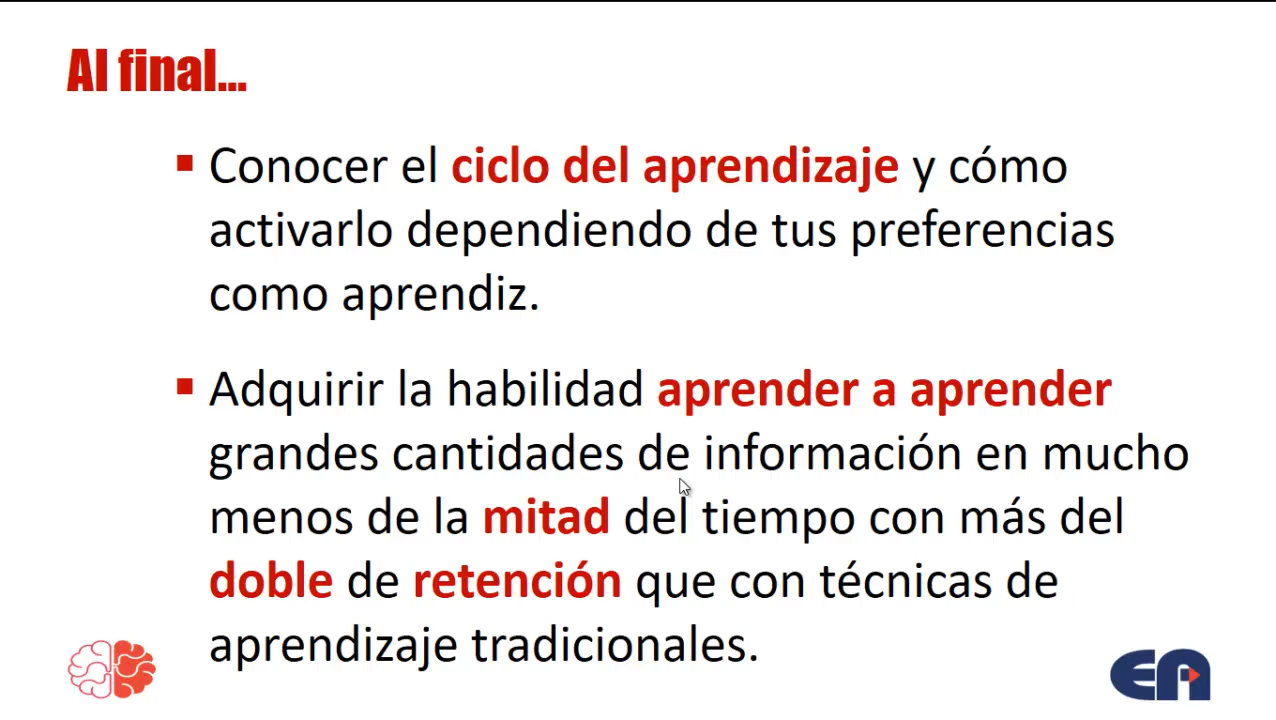 Al final...
▪ Conocer el ciclo del aprendizaje y cómo
activarlo dependiendo de tus preferencias
como aprendiz.
▪ Adquirir la habilidad aprender a aprender
grandes cantidades de información en mucho
menos de la mitad del tiempo con más del
doble de retención que con técnicas de
aprendizaje tradicionales.
EA